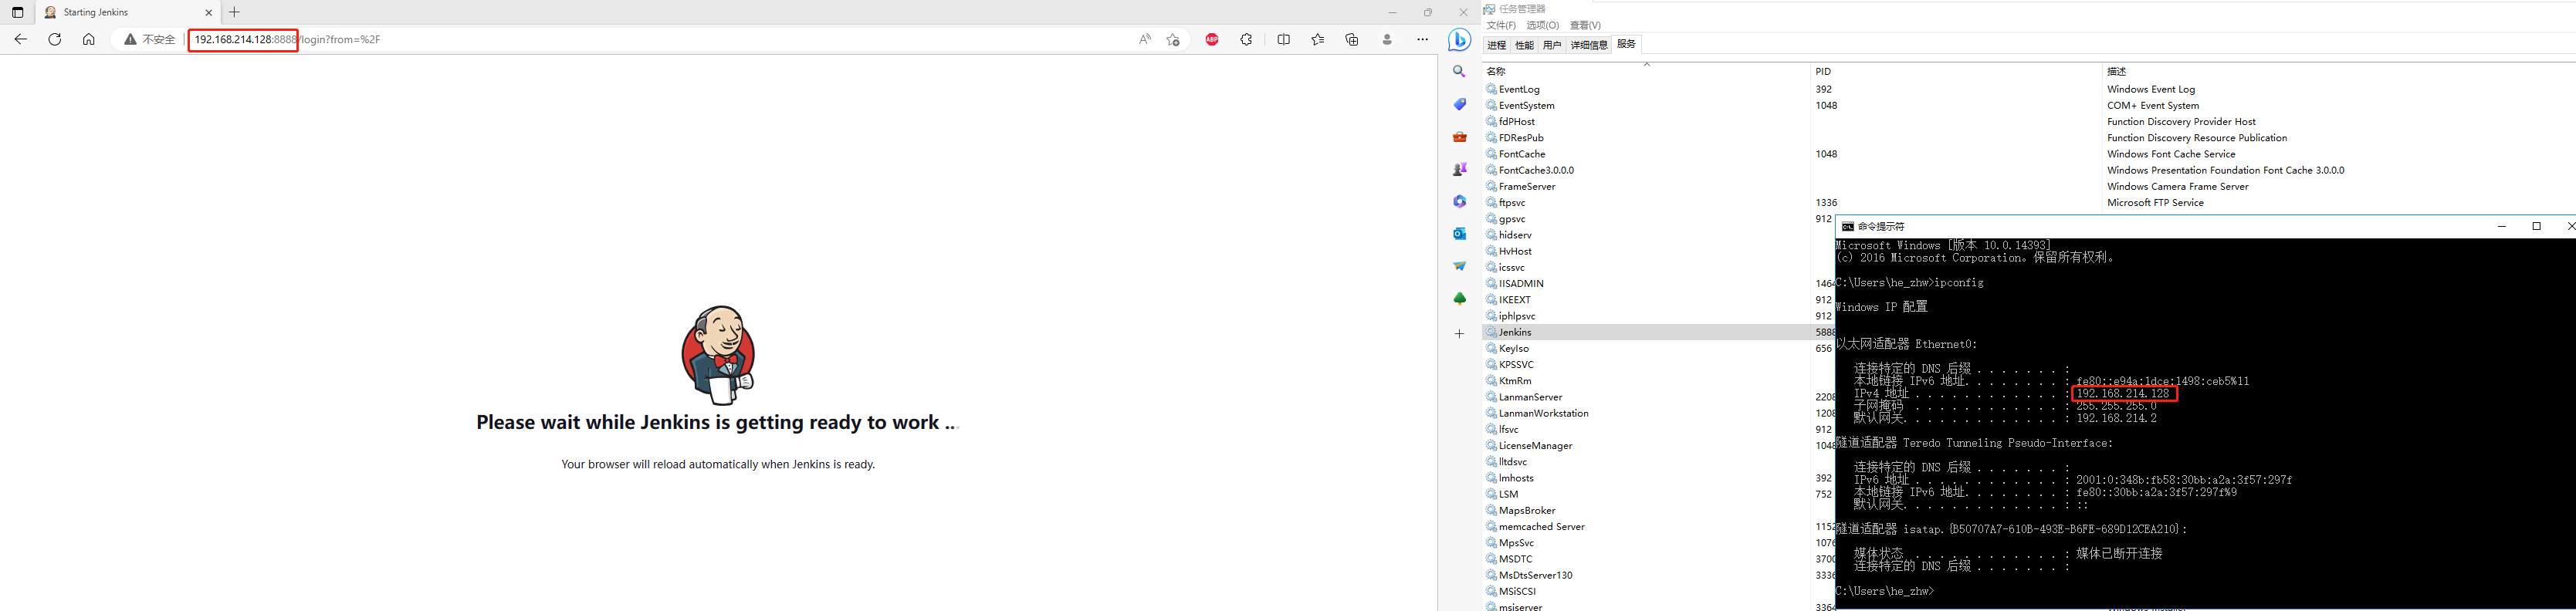 Starting Jenkins
不安全
192.168.214.128:8888/login?from=%2F
ABP
Please wait while Jenkins is getting ready to work ...
Your browser will reload automatically when Jenkins is ready.
任务管理器
文件(F) 选项(O) 查看(V)
进程 性能 用户 详细信息 服务
名称 PID 描述
EventLog 392 Windows Event Log
EventSystem 1048 COM+ Event System
fdPHost Function Discovery Provider Host
FDResPub Function Discovery Resource Publication
FontCache 1048 Windows Font Cache Service
FontCache3.0.0.0 Windows Presentation Foundation Font Cache 3.0.0.0
FrameServer Windows Camera Frame Server
ftpsvc 1336 Microsoft FTP Service
gpsvc 912
hidserv
HvHost
icssvc
IISADMIN 1464
IKEEXT 912
iphlpsvc 912
Jenkins 5888
KeyIso 656
KPSSVC
KtmRm
LanmanServer 2208
LanmanWorkstation 1208
lfsvc 912
LicenseManager 1048
lltdsvc
lmhosts 392
LSM 752
MapsBroker
memcached Server 1152
MpsSvc 1076
MSDTC 3700
MsDtsServer130 3336
MSiSCSI
msiserver 3364 Windows Installer
命令提示符
Microsoft Windows [版本 10.0.14393]
(c) 2016 Microsoft Corporation。保留所有权利。
C:\Users\he_zhw>ipconfig
Windows IP 配置
以太网适配器 Ethernet0:
连接特定的 DNS 后缀 . . . . . . . :
本地链接 IPv6 地址. . . . . . . . : fe80::e94a:1dce:1498:ceb5%11
IPv4 地址 . . . . . . . . . . . . : 192.168.214.128
子网掩码 . . . . . . . . . . . . : 255.255.255.0
默认网关. . . . . . . . . . . . . : 192.168.214.2
隧道适配器 Teredo Tunneling Pseudo-Interface:
连接特定的 DNS 后缀 . . . . . . . :
IPv6 地址 . . . . . . . . . . . . : 2001:0:348b:fb58:30bb:a2a:3f57:297f
本地链接 IPv6 地址. . . . . . . . : fe80::30bb:a2a:3f57:297f%9
默认网关. . . . . . . . . . . . . : ::
隧道适配器 isatap.{B50707A7-610B-493E-B6FE-689D12CEA210}:
媒体状态 . . . . . . . . . . . . : 媒体已断开连接
连接特定的 DNS 后缀 . . . . . . . :
C:\Users\he_zhw>